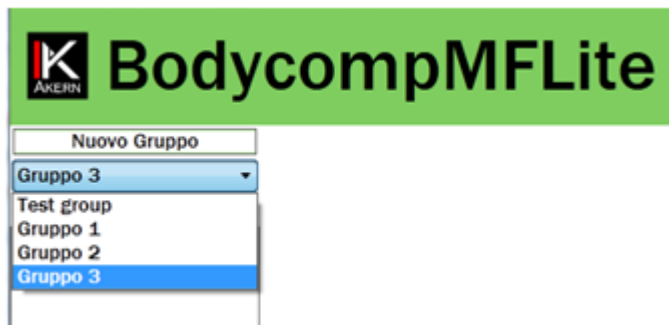 AKERN
BodycompMFLite
Nuovo Gruppo
Gruppo 3
Test group
Gruppo 1
Gruppo 2
Gruppo 3